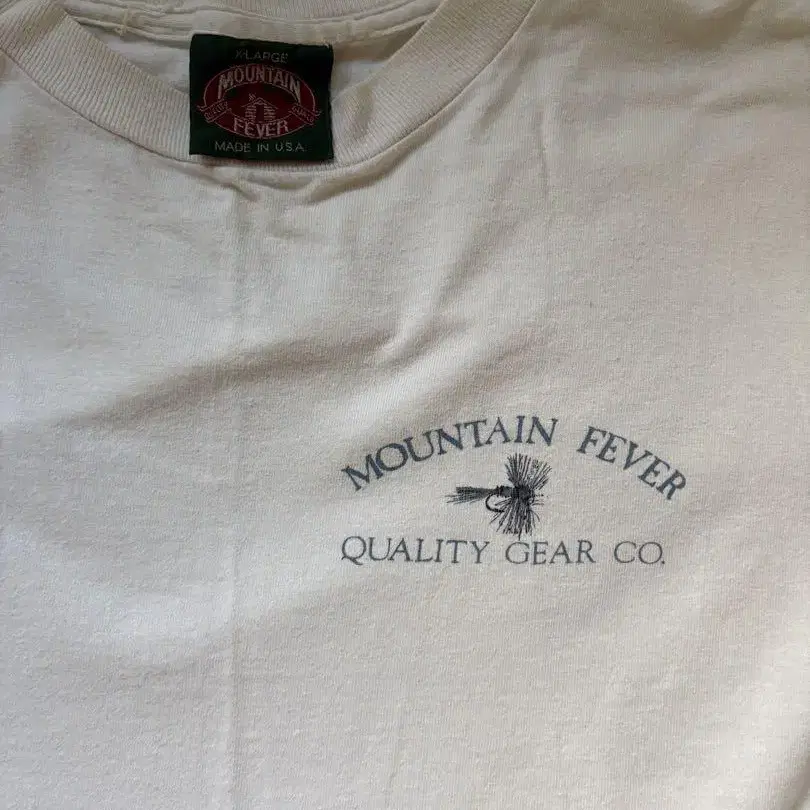 X-LARGE
MOUNTAIN
FEVER
MADE IN U.S.A.
MOUNTAIN FEVER
QUALITY GEAR CO.